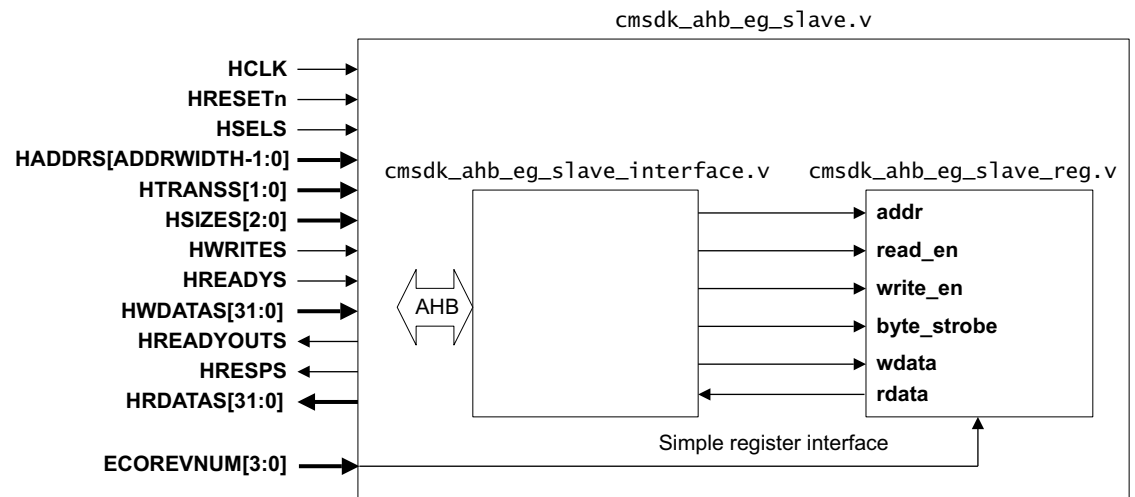 cmsdk_ahb_eg_slave.v
HCLK
HRESETn
HSELS
HADDRS[ADDRWIDTH-1:0]
HTRANSS[1:0]
HSIZES[2:0]
HWRITES
HREADYS
HWDATAS[31:0]
HREADYOUTS
HRESPS
HRDATAS[31:0]
ECOREVNUM[3:0]
cmsdk_ahb_eg_slave_interface.v
AHB
cmsdk_ahb_eg_slave_reg.v
addr
read_en
write_en
byte_strobe
wdata
rdata
Simple register interface